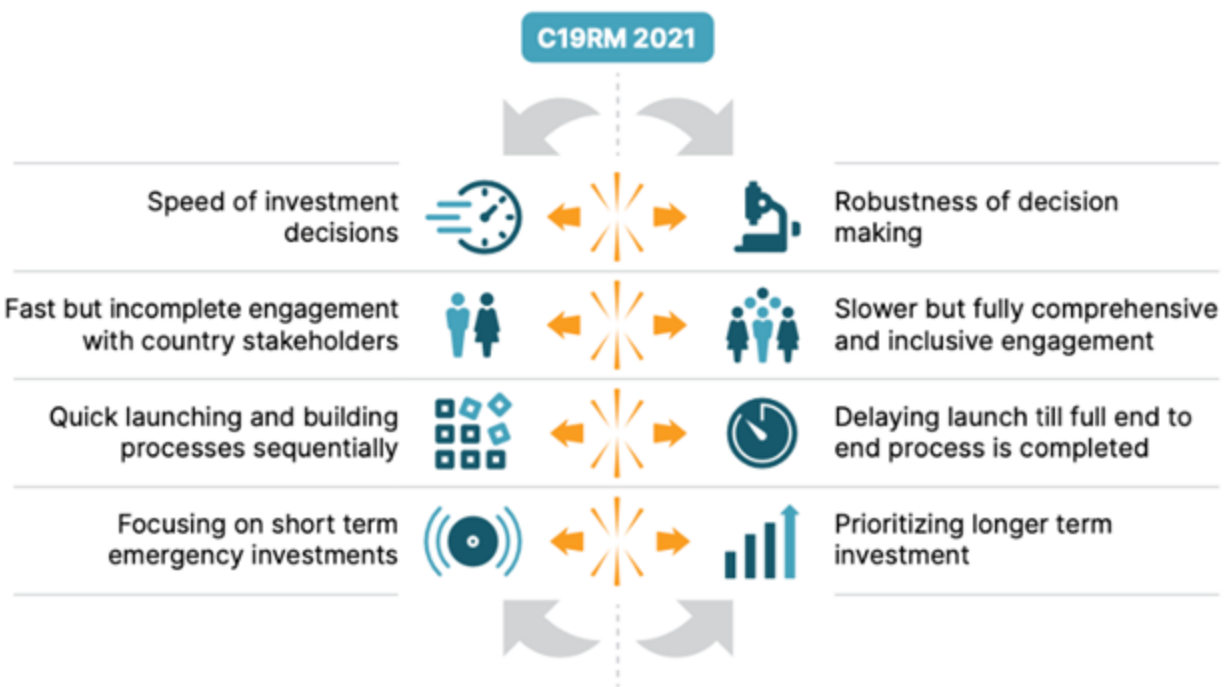 C19RM 2021
Speed of investment
decisions
Robustness of decision
making
Fast but incomplete engagement
with country stakeholders
Slower but fully comprehensive
and inclusive engagement
Quick launching and building
processes sequentially
Delaying launch till full end to
end process is completed
Focusing on short term
emergency investments
Prioritizing longer term
investment